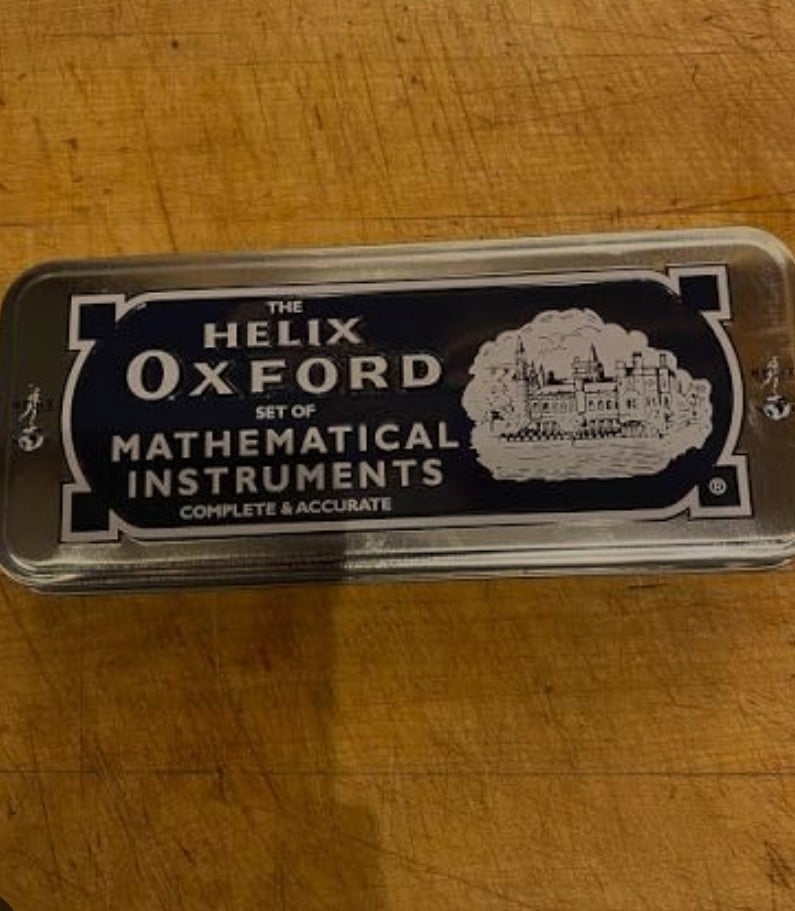 THE
HELIX
OXFORD
SET OF
MATHEMATICAL
INSTRUMENTS
COMPLETE & ACCURATE
®